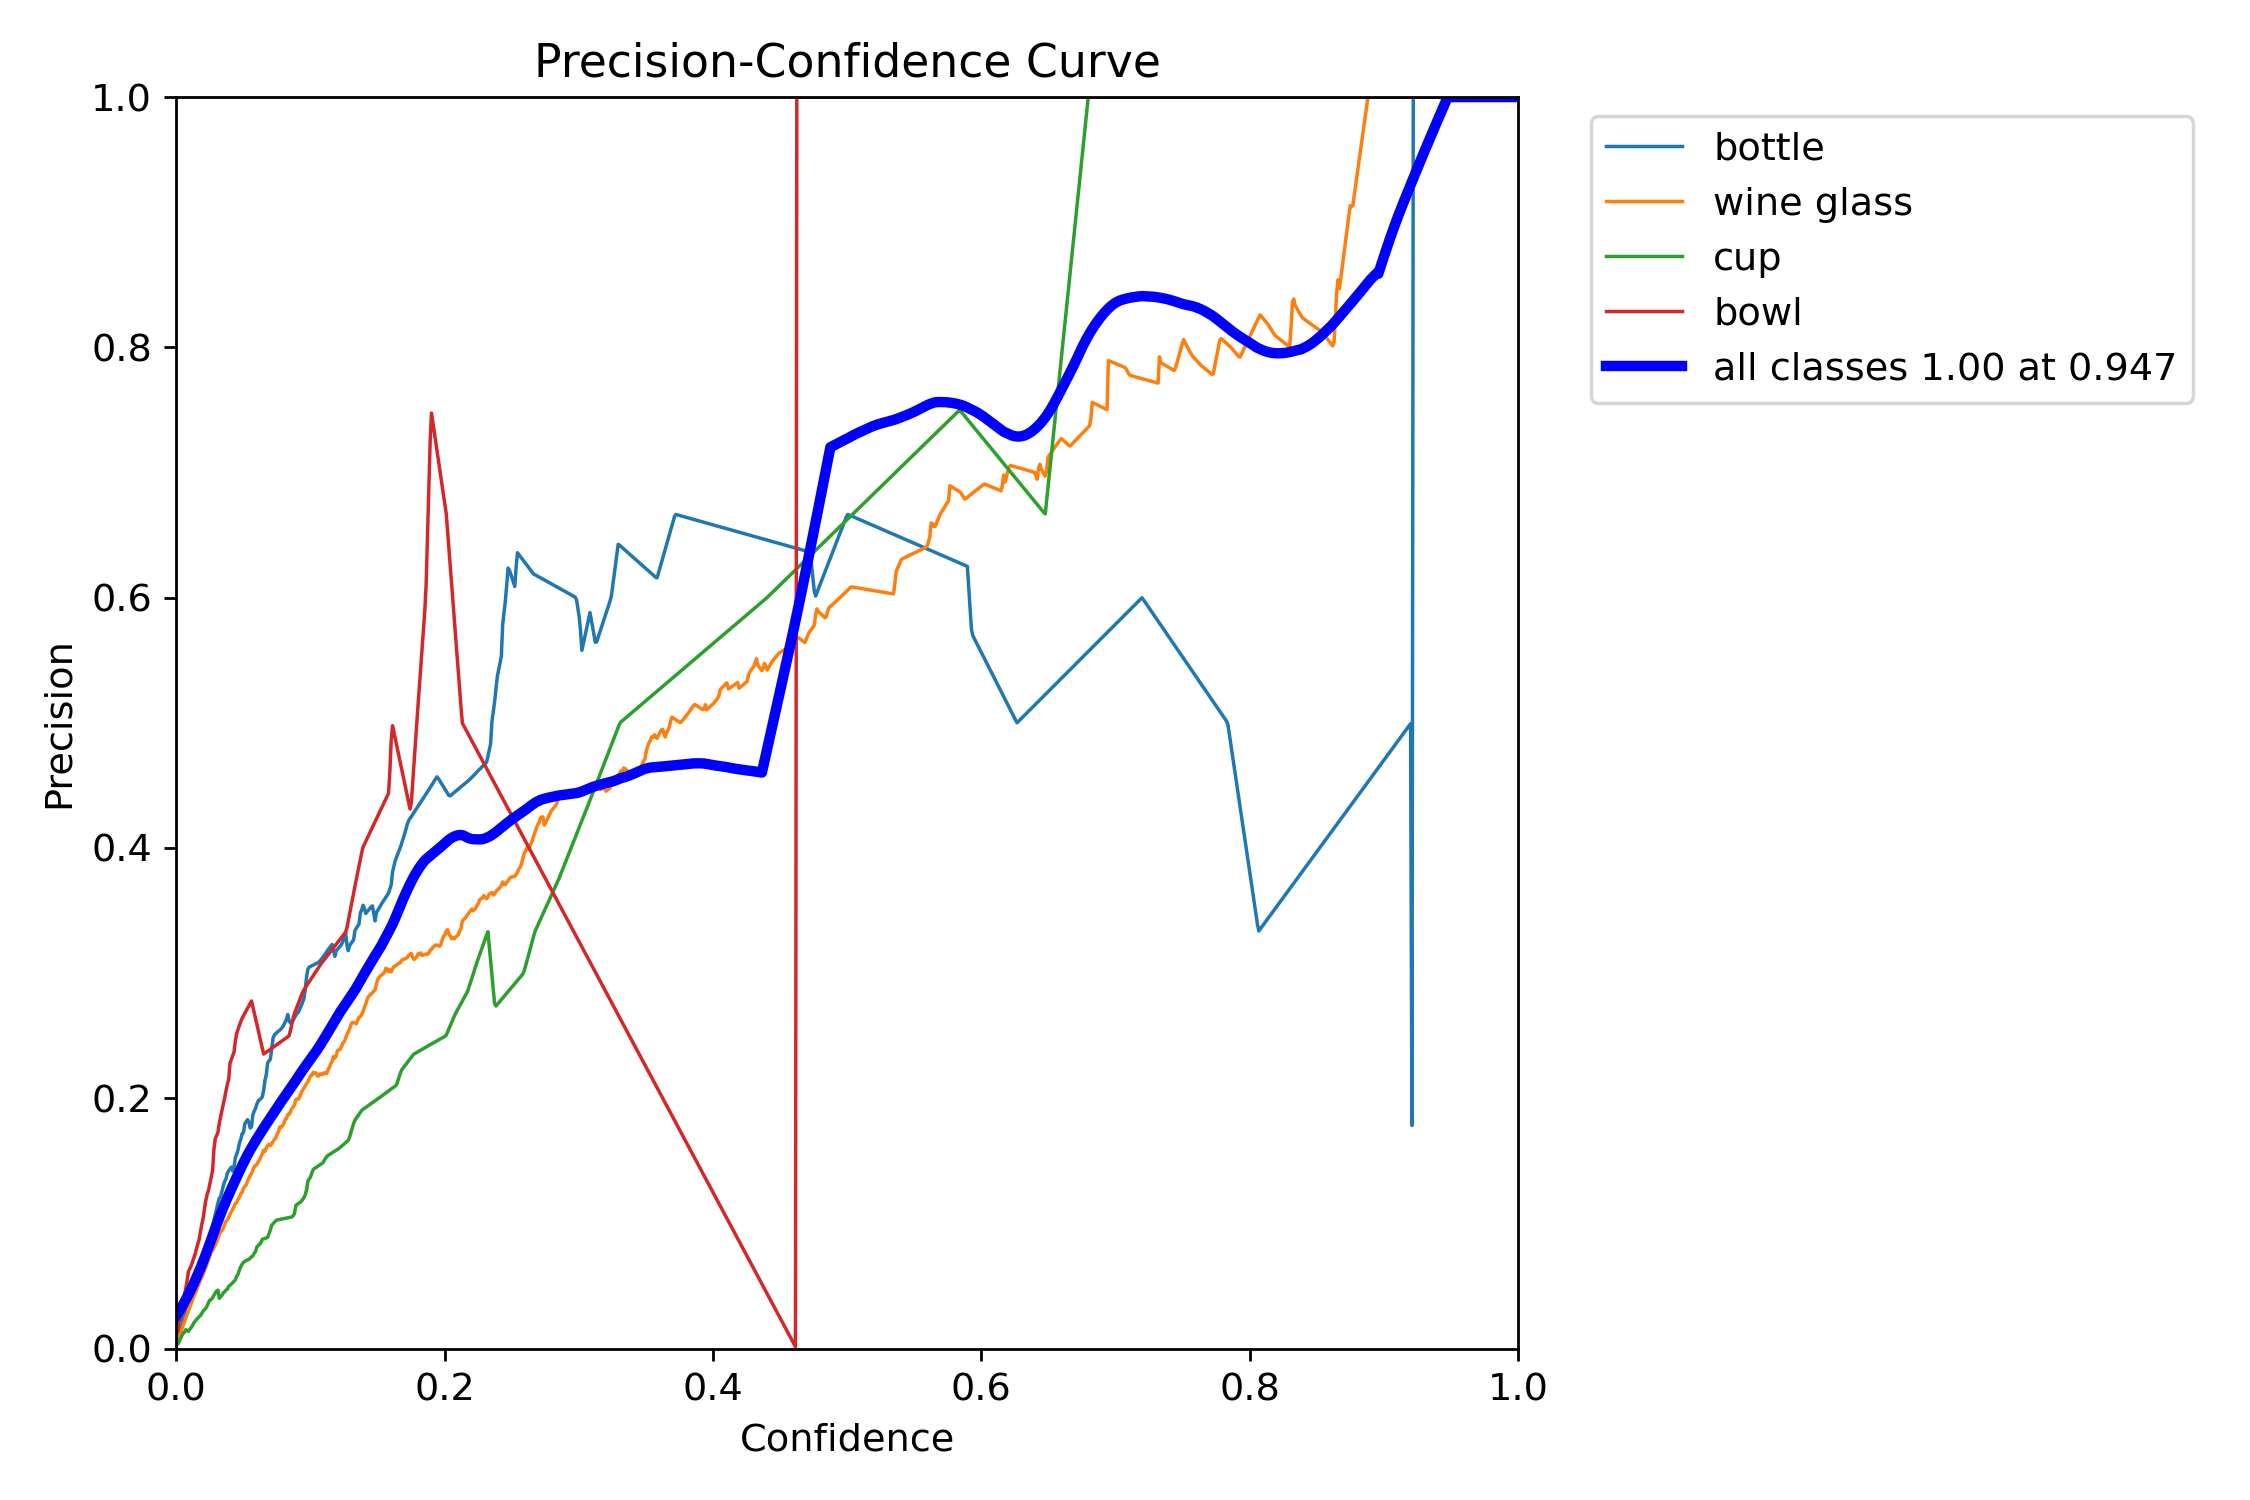 Precision-Confidence Curve
1.0
0.8
0.6
0.4
0.2
0.0
Precision
0.0 0.2 0.4 0.6 0.8 1.0
Confidence
bottle
wine glass
cup
bowl
all classes 1.00 at 0.947